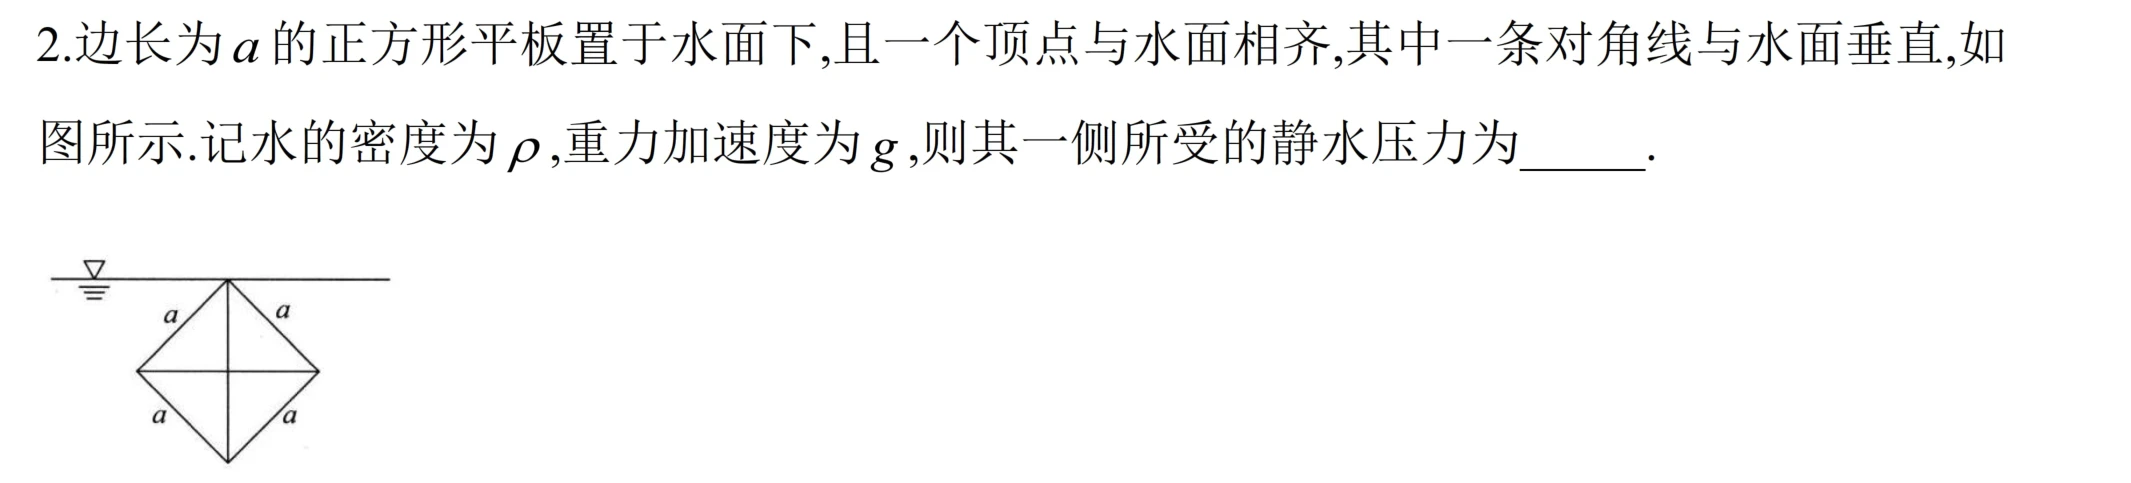 2.边长为a的正方形平板置于水面下,且一个顶点与水面相齐,其中一条对角线与水面垂直,如
图所示.记水的密度为ρ,重力加速度为g,则其一侧所受的静水压力为_____.
a a
a a